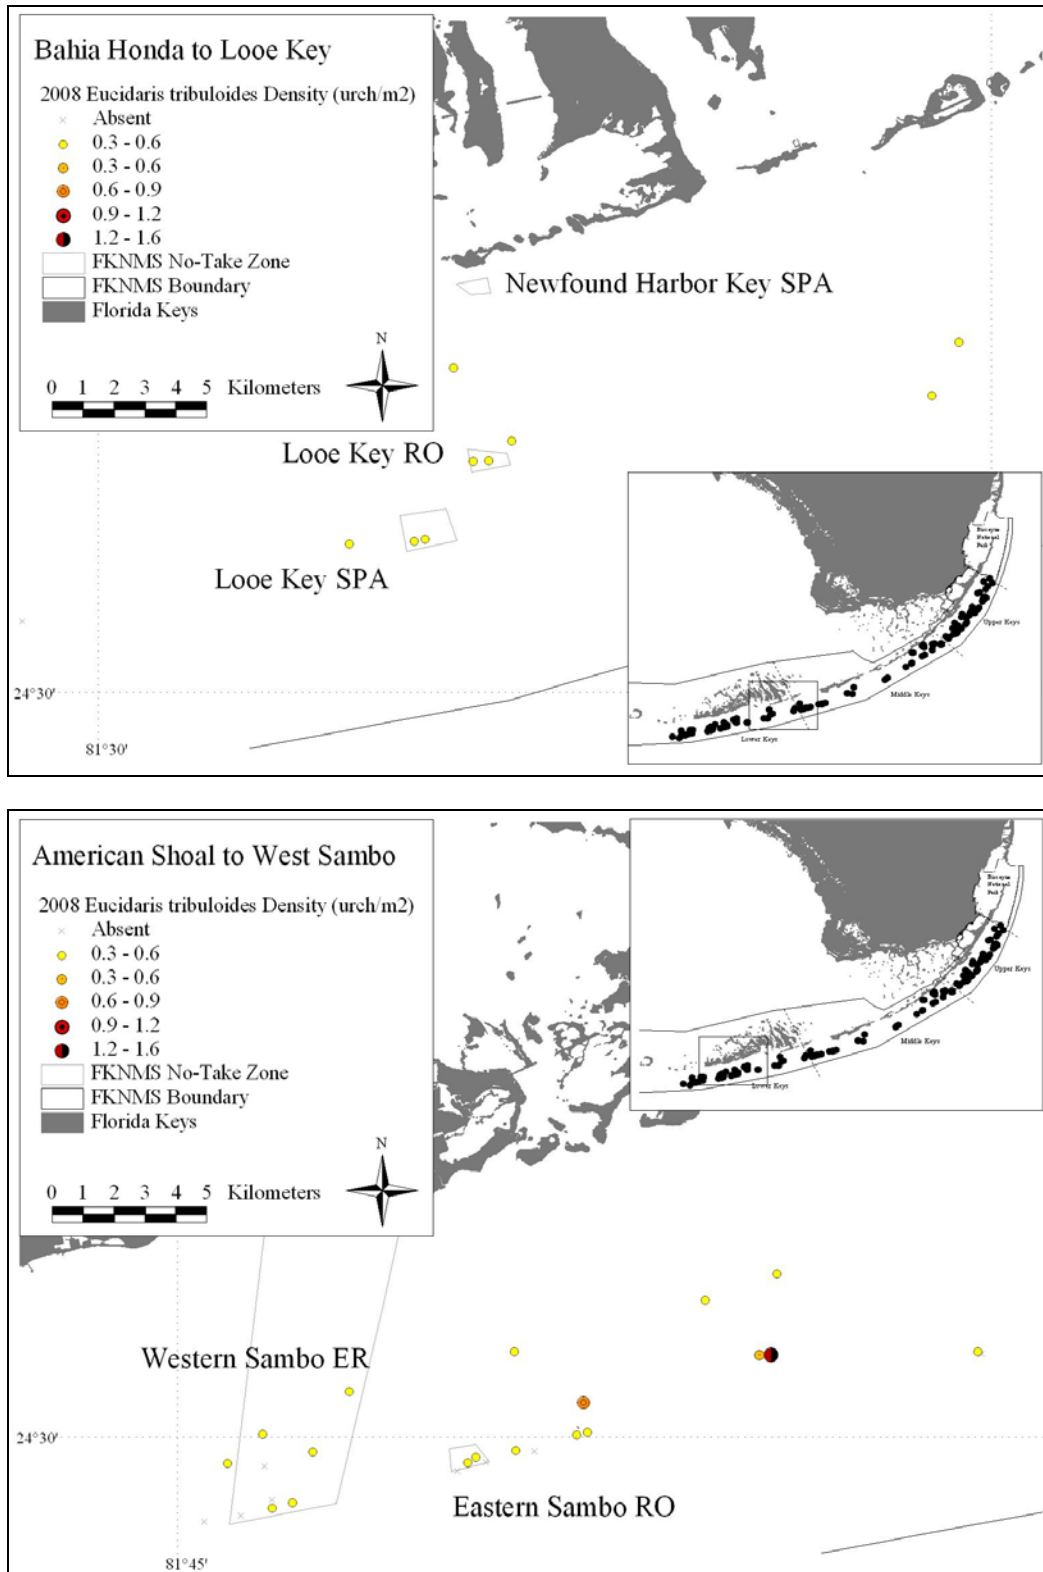 Bahia Honda to Looe Key
2008 Eucidaris tribuloides Density (urch/m2)
Absent
0.3 - 0.6
0.3 - 0.6
0.6 - 0.9
0.9 - 1.2
1.2 - 1.6
FKNMS No-Take Zone
FKNMS Boundary
Florida Keys
N
0 1 2 3 4 5 Kilometers
Newfound Harbor Key SPA
Looe Key RO
Looe Key SPA
24°30'
81°30'
Biscayne
National
Park
Upper Keys
Middle Keys
Lower Keys
American Shoal to West Sambo
2008 Eucidaris tribuloides Density (urch/m2)
Absent
0.3 - 0.6
0.3 - 0.6
0.6 - 0.9
0.9 - 1.2
1.2 - 1.6
FKNMS No-Take Zone
FKNMS Boundary
Florida Keys
N
0 1 2 3 4 5 Kilometers
Biscayne
National
Park
Upper Keys
Middle Keys
Lower Keys
Western Sambo ER
24°30'
Eastern Sambo RO
81°45'